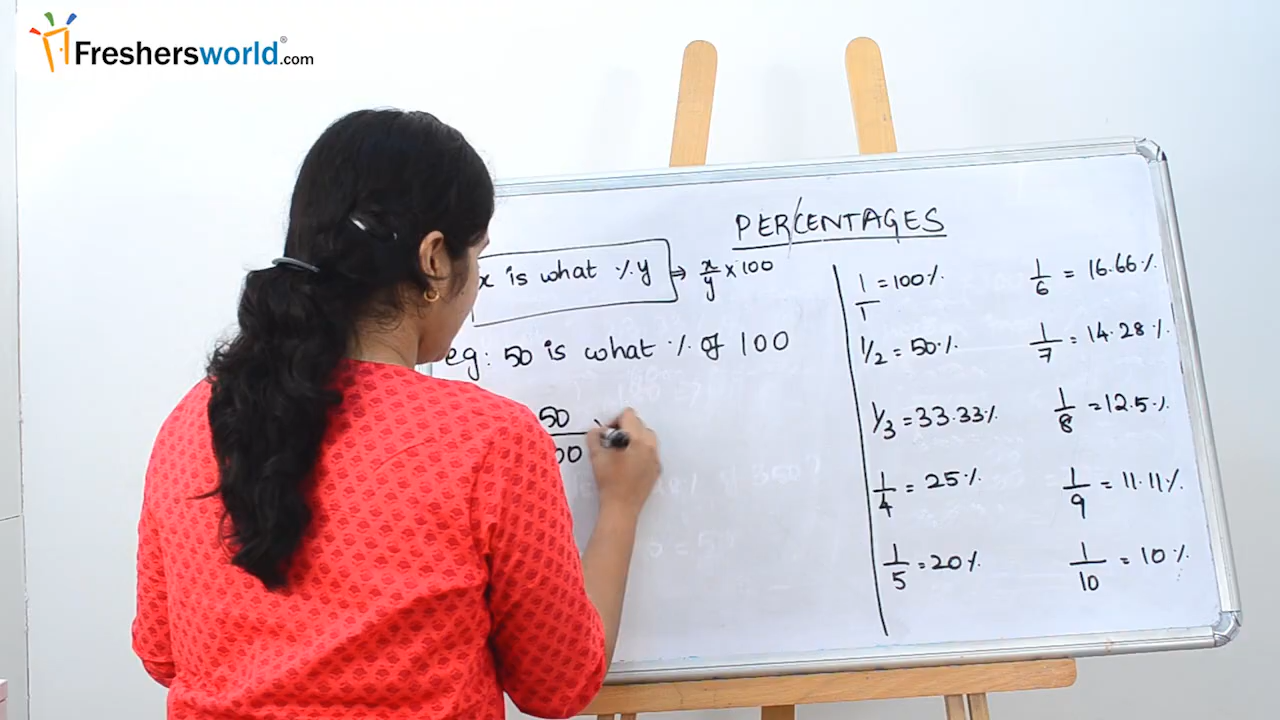 Freshersworld.com®
PERCENTAGES
x is what % y ⇒ x/y × 100
eg: 50 is what % of 100
50
00
1/1 = 100%
1/2 = 50%
1/3 = 33.33%
1/4 = 25%
1/5 = 20%
1/6 = 16.66%
1/7 = 14.28%
1/8 = 12.5%
1/9 = 11.11%
1/10 = 10%